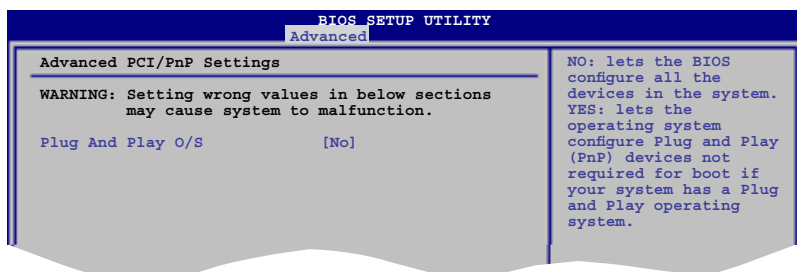 BIOS SETUP UTILITY
Advanced
Advanced PCI/PnP Settings
WARNING: Setting wrong values in below sections
may cause system to malfunction.
Plug And Play O/S [No]
NO: lets the BIOS
configure all the
devices in the system.
YES: lets the
operating system
configure Plug and Play
(PnP) devices not
required for boot if
your system has a Plug
and Play operating
system.